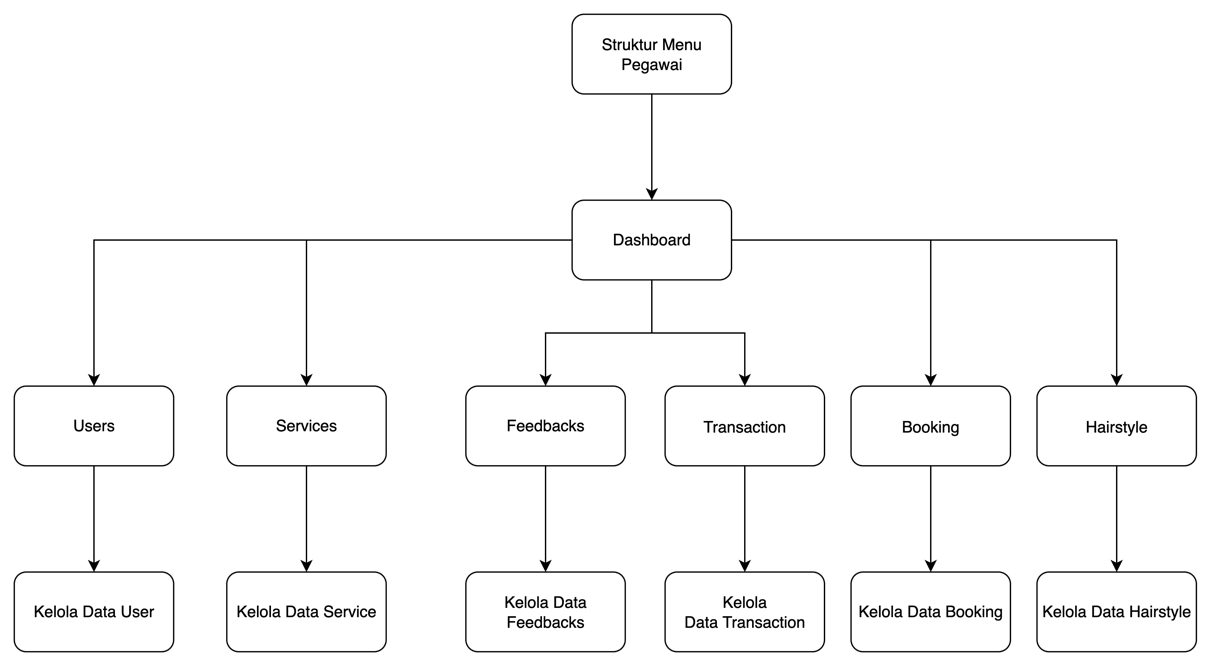 Struktur Menu
Pegawai
Dashboard
Users
Services
Feedbacks
Transaction
Booking
Hairstyle
Kelola Data User
Kelola Data Service
Kelola Data
Feedbacks
Kelola
Data Transaction
Kelola Data Booking
Kelola Data Hairstyle